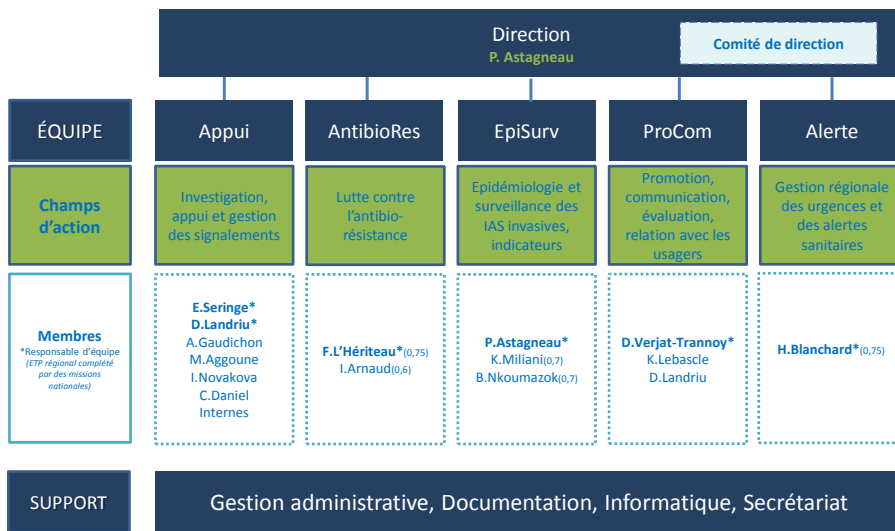 Direction
P. Astagneau
Comité de direction
ÉQUIPE
Appui
AntibioRes
EpiSurv
ProCom
Alerte
Champs
d'action
Investigation,
appui et gestion
des signalements
Lutte contre
l'antibio-
résistance
Epidémiologie et
surveillance des
IAS invasives,
indicateurs
Promotion,
communication,
évaluation,
relation avec les
usagers
Gestion régionale
des urgences et
des alertes
sanitaires
Membres
*Responsable d'équipe
(ETP régional complété
par des missions
nationales)
E.Seringe*
D.Landriu*
A.Gaudichon
M.Aggoune
I.Novakova
C.Daniel
Internes
F.L'Hériteau*(0,75)
I.Arnaud(0,6)
P.Astagneau*
K.Miliani(0,7)
B.Nkoumazok(0,7)
D.Verjat-Trannoy*
K.Lebascle
D.Landriu
H.Blanchard*(0,75)
SUPPORT
Gestion administrative, Documentation, Informatique, Secrétariat